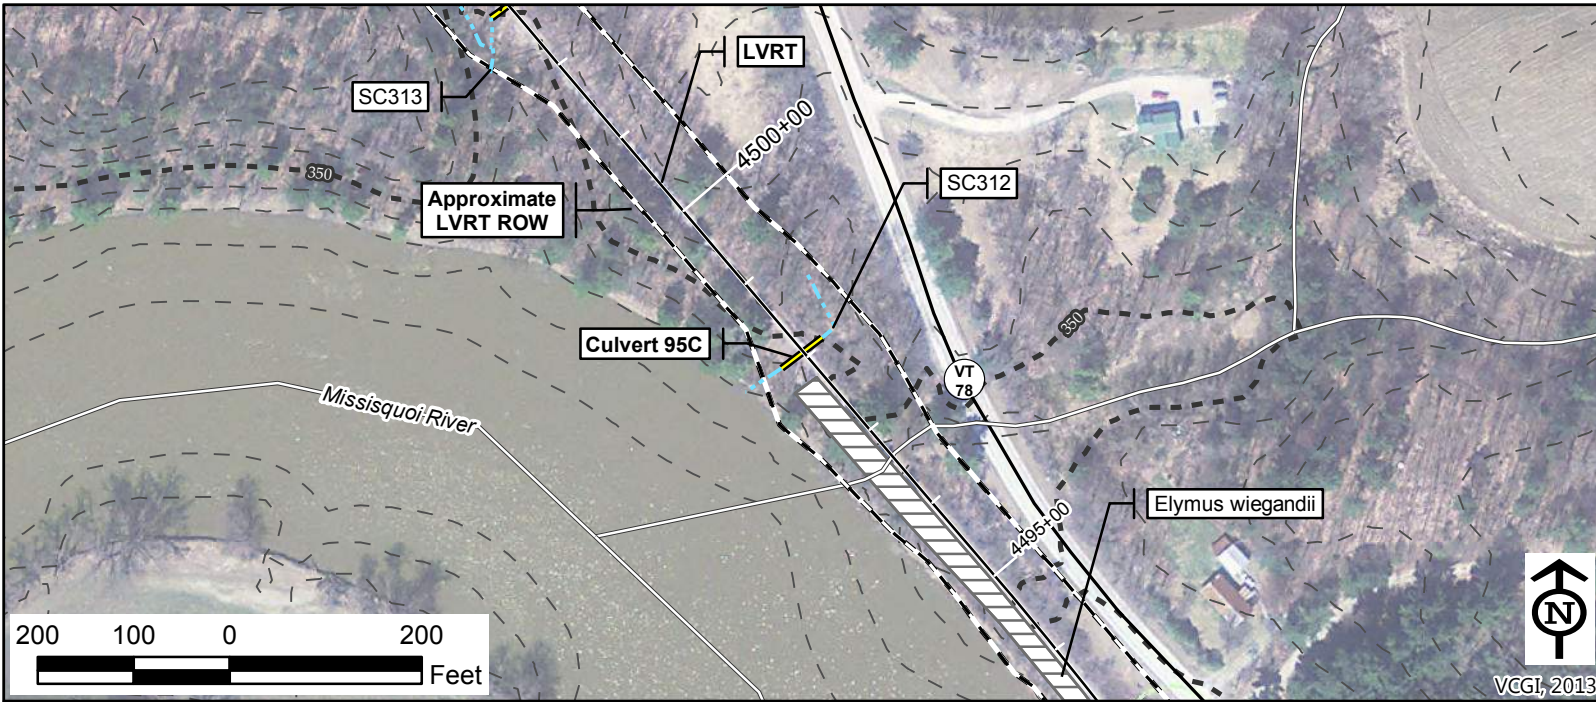 LVRT
SC313
4500+00
350
Approximate
LVRT ROW
SC312
350
Culvert 95C
VT
78
Missisquoi River
Elymus wiegandii
4495+00
200 100 0 200
Feet
N
VCGI, 2013